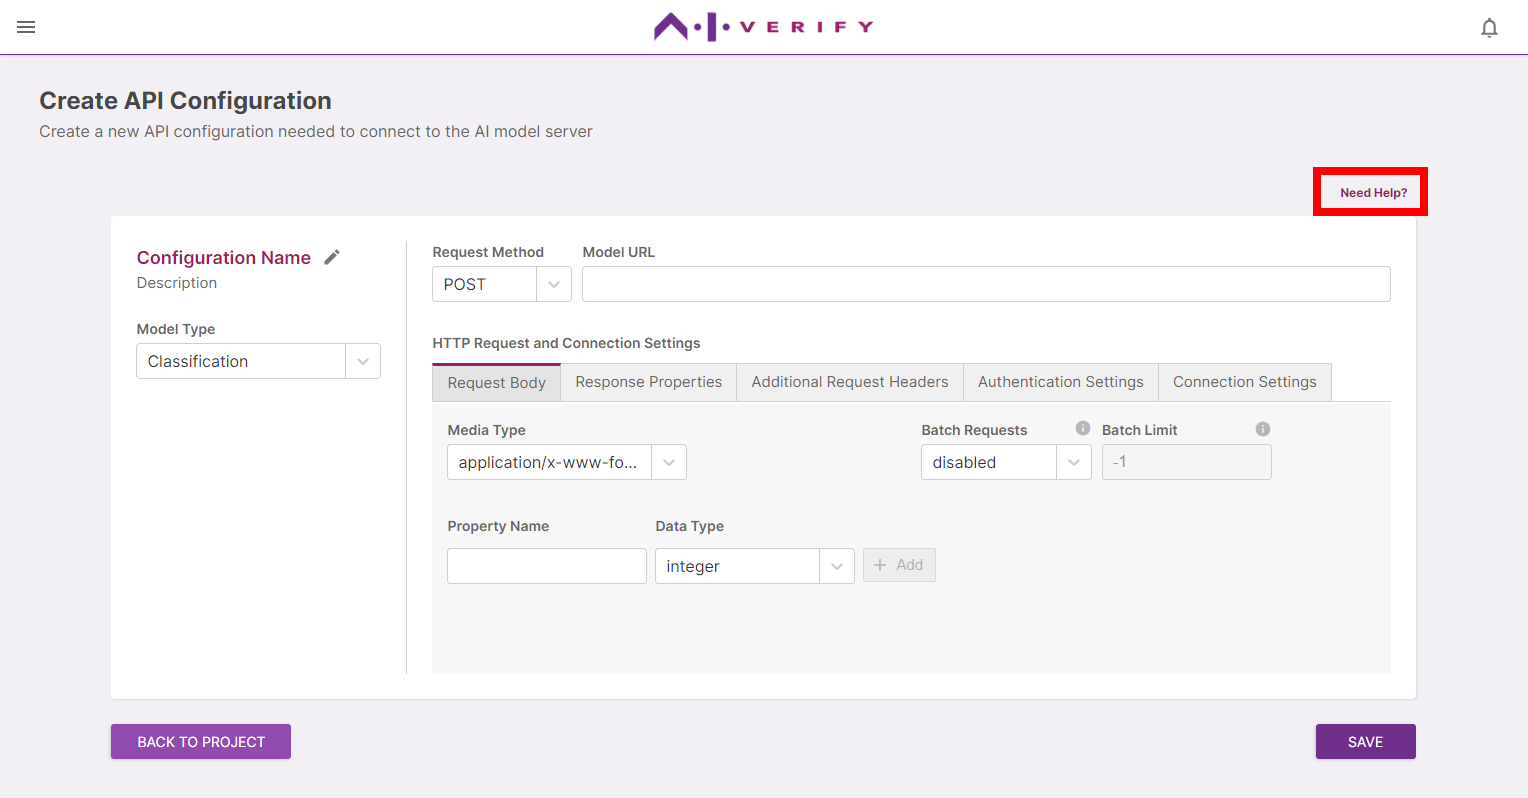 A·I·VERIFY
Create API Configuration
Create a new API configuration needed to connect to the AI model server
Need Help?
Configuration Name
Description
Model Type
Classification
Request Method
Model URL
POST
HTTP Request and Connection Settings
Request Body
Response Properties
Additional Request Headers
Authentication Settings
Connection Settings
Media Type
Batch Requests
Batch Limit
application/x-www-fo...
disabled
-1
Property Name
Data Type
integer
+ Add
BACK TO PROJECT
SAVE